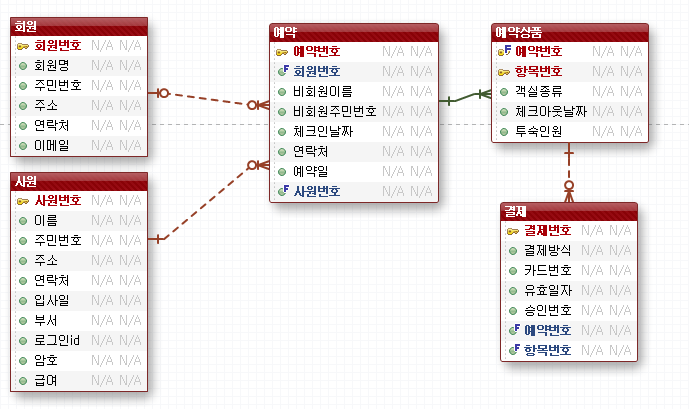 회원
회원번호 N/A N/A
회원명 N/A N/A
주민번호 N/A N/A
주소 N/A N/A
연락처 N/A N/A
이메일 N/A N/A
사원
사원번호 N/A N/A
이름 N/A N/A
주민번호 N/A N/A
주소 N/A N/A
연락처 N/A N/A
입사일 N/A N/A
부서 N/A N/A
로그인id N/A N/A
암호 N/A N/A
급여 N/A N/A
예약
예약번호 N/A N/A
회원번호 N/A N/A
비회원이름 N/A N/A
비회원주민번호 N/A N/A
체크인날짜 N/A N/A
연락처 N/A N/A
예약일 N/A N/A
사원번호 N/A N/A
예약상품
예약번호 N/A N/A
항목번호 N/A N/A
객실종류 N/A N/A
체크아웃날짜 N/A N/A
투숙인원 N/A N/A
결제
결제번호 N/A N/A
결제방식 N/A N/A
카드번호 N/A N/A
유효일자 N/A N/A
승인번호 N/A N/A
예약번호 N/A N/A
항목번호 N/A N/A